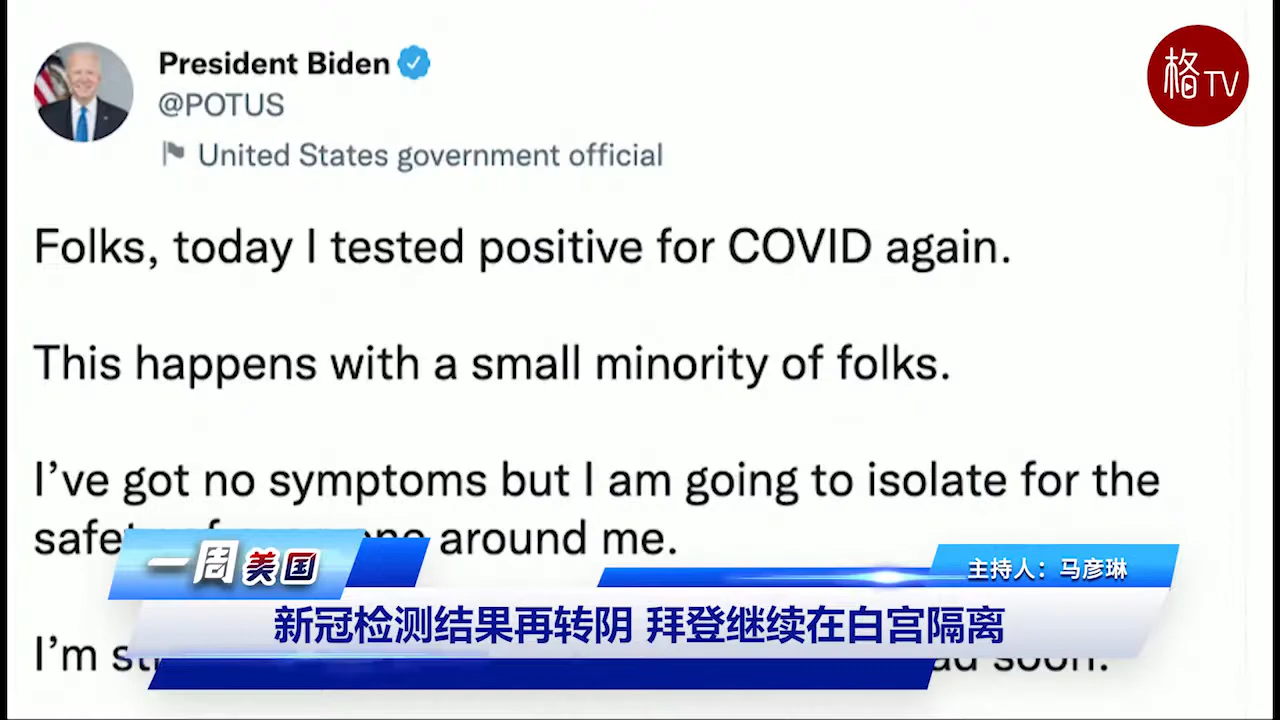 President Biden
@POTUS
United States government official
格TV
Folks, today I tested positive for COVID again.
This happens with a small minority of folks.
I've got no symptoms but I am going to isolate for the
around me.
I'm
soon.
一周美国
主持人：马彦琳
新冠检测结果再转阴 拜登继续在白宫隔离